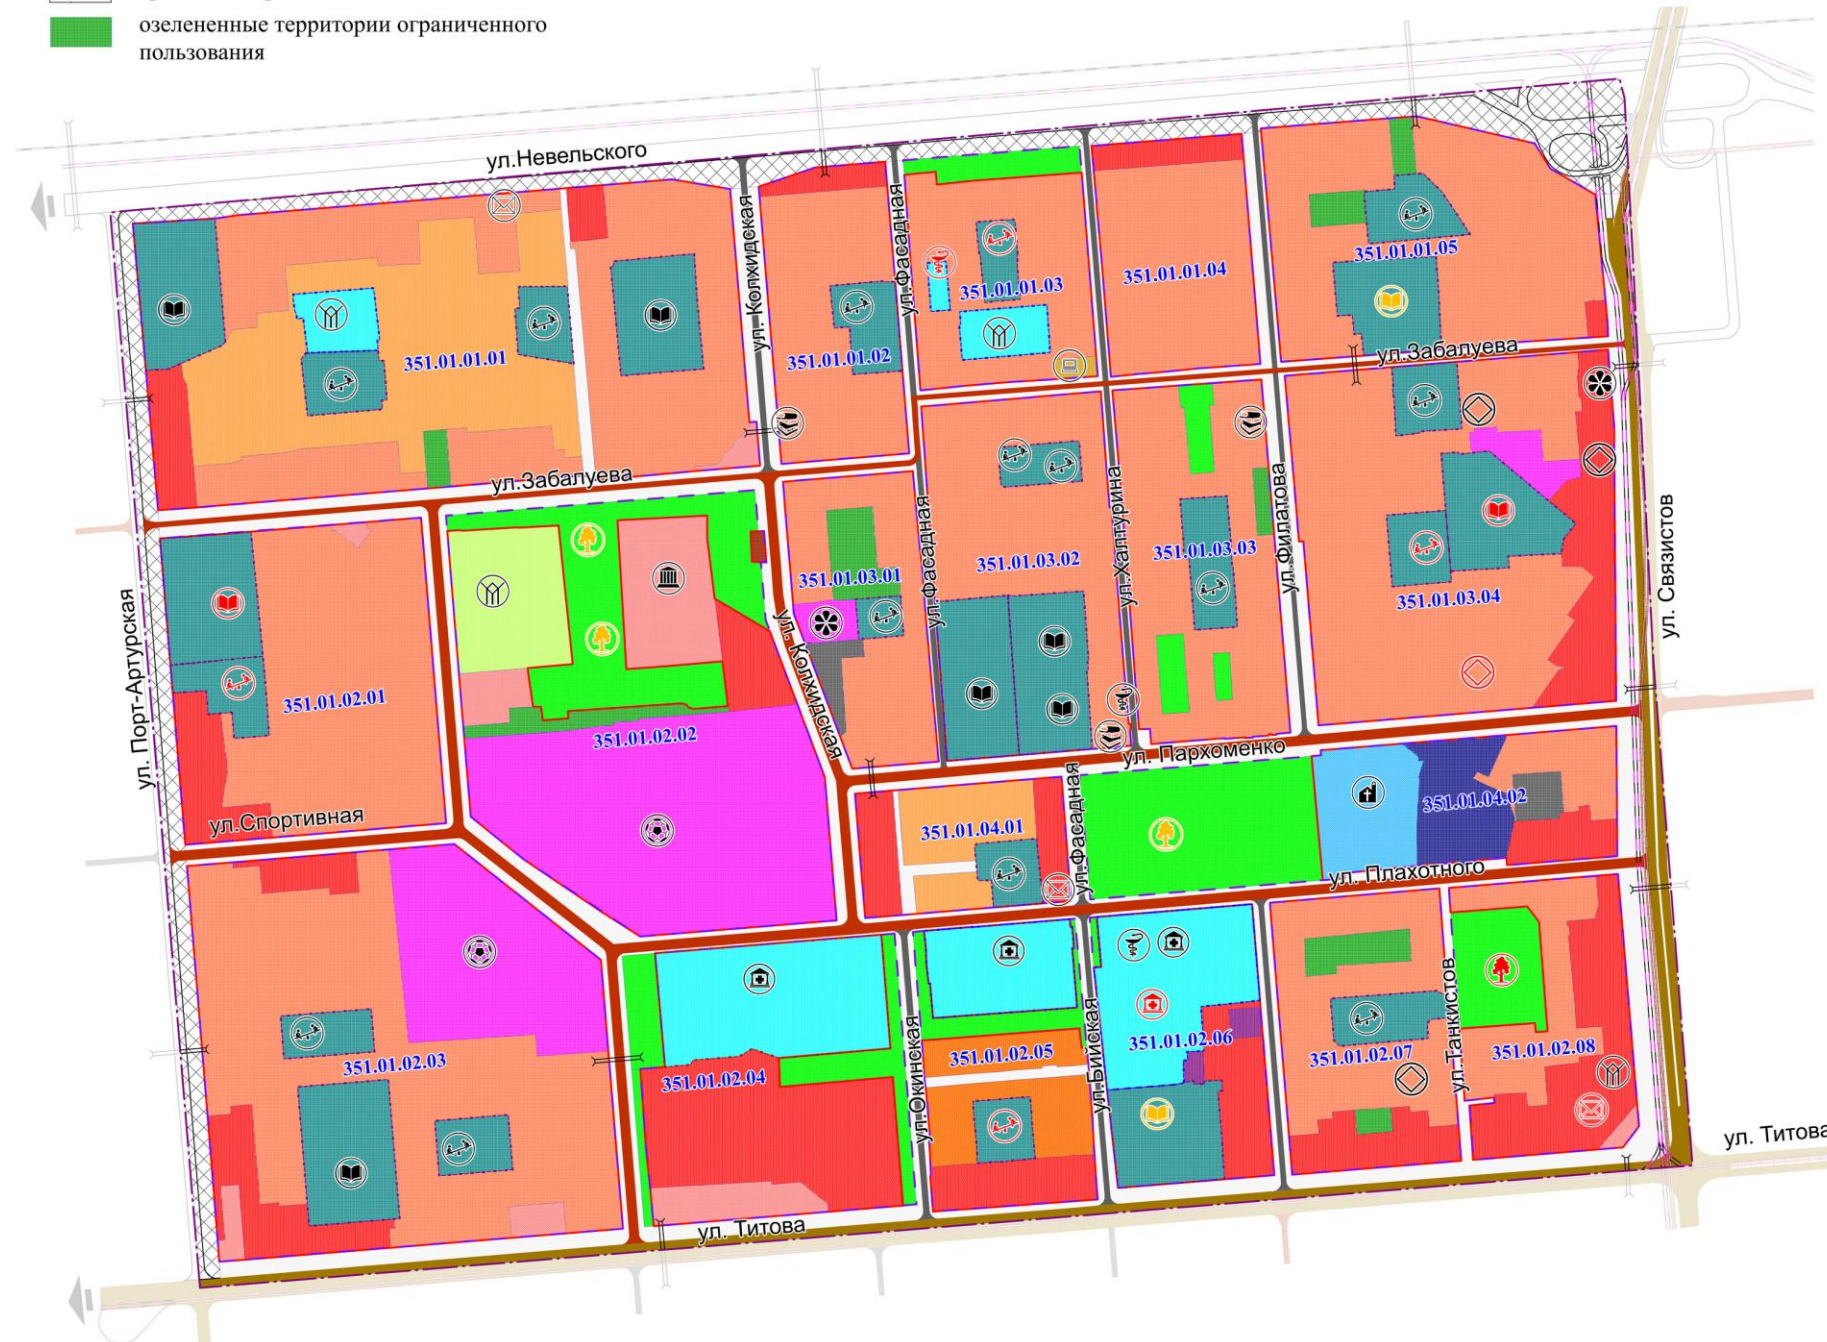 озелененные территории ограниченного
пользования
ул.Невельского
ул. Колхидская
ул.Фасадная
351.01.01.01
351.01.01.02
351.01.01.03
351.01.01.04
351.01.01.05
ул.Забалуева
ул.Забалуева
ул. Порт-Артурская
351.01.02.01
351.01.02.02
ул. Колхидская
351.01.03.01
ул.Фасадная
351.01.03.02
ул.Халтурина
351.01.03.03
ул.Филатова
351.01.03.04
ул. Связистов
ул.Спортивная
ул. Пархоменко
351.01.04.01
ул.Фасадная
351.01.04.02
ул. Плахотного
351.01.02.03
351.01.02.04
ул.Окинская
351.01.02.05
ул.Бийская
351.01.02.06
351.01.02.07
ул.Танкистов
351.01.02.08
ул. Титова
ул. Титова